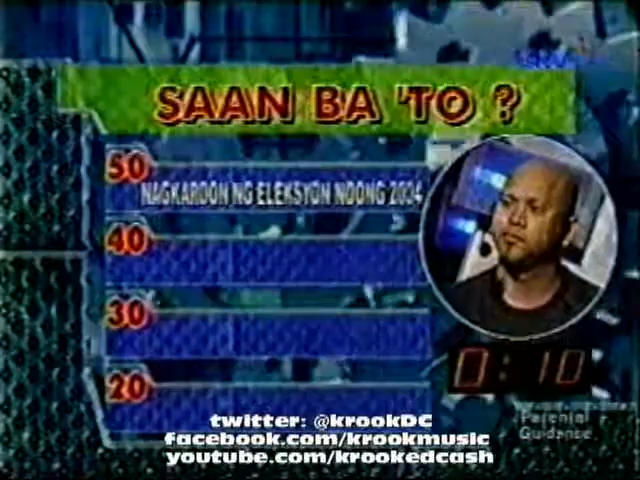 SAAN BA 'TO ?
50
NAGKAROON NG ELEKSYON NOONG 2004
40
30
0:10
20
Parental
Guidance
twitter: @krookDC
facebook.com/krookmusic
youtube.com/krookedcash